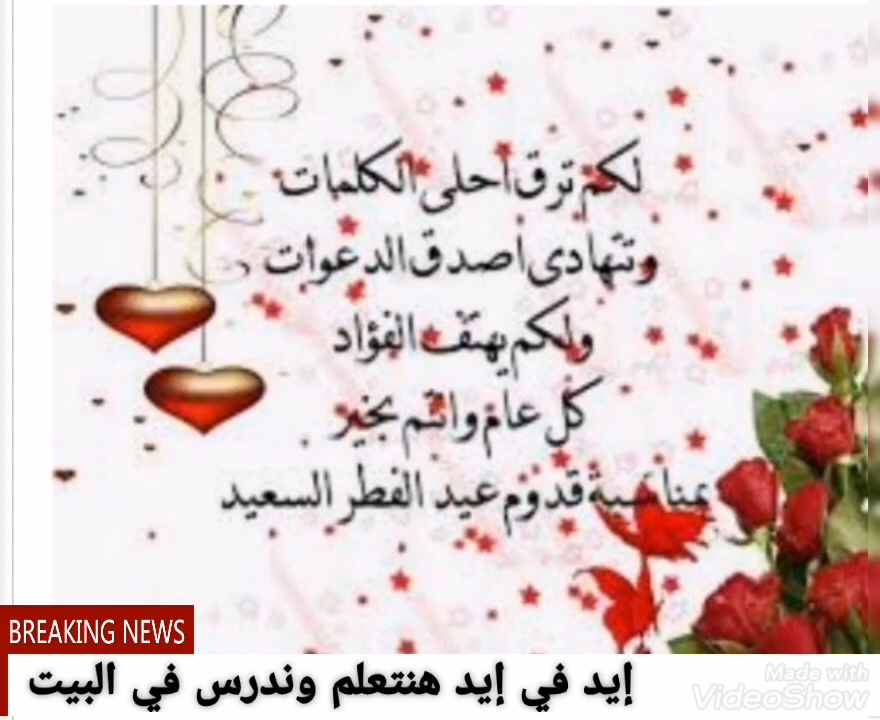 لكم ترق أحلى الكلمات
وتتهادى أصدق الدعوات
ولكم يهتف الفؤاد
كل عام وانتم بخير
بمناسبة قدوم عيد الفطر السعيد
BREAKING NEWS
إيد في إيد هنتعلم وندرس في البيت
Made with
VideoShow